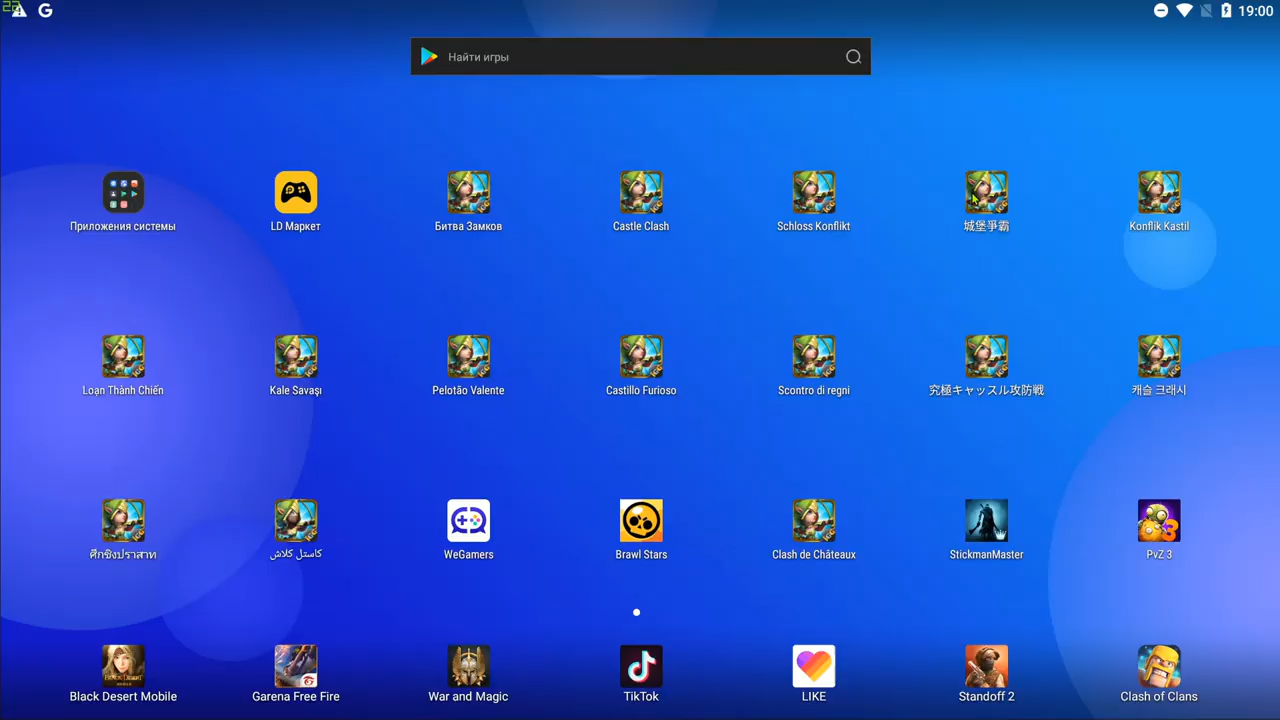 22
G
19:00
Найти игры
Приложения системы
LD Маркет
Битва Замков
Castle Clash
Schloss Konflikt
城堡爭霸
Konflik Kastil
Loạn Thành Chiến
Kale Savaşı
Pelotão Valente
Castillo Furioso
Scontro di regni
究極キャッスル攻防戦
캐슬 크래시
ศึกชิงปราสาท
كاستل كلاش
WeGamers
Brawl Stars
Clash de Châteaux
StickmanMaster
PvZ 3
Black Desert Mobile
Garena Free Fire
War and Magic
TikTok
LIKE
Standoff 2
Clash of Clans